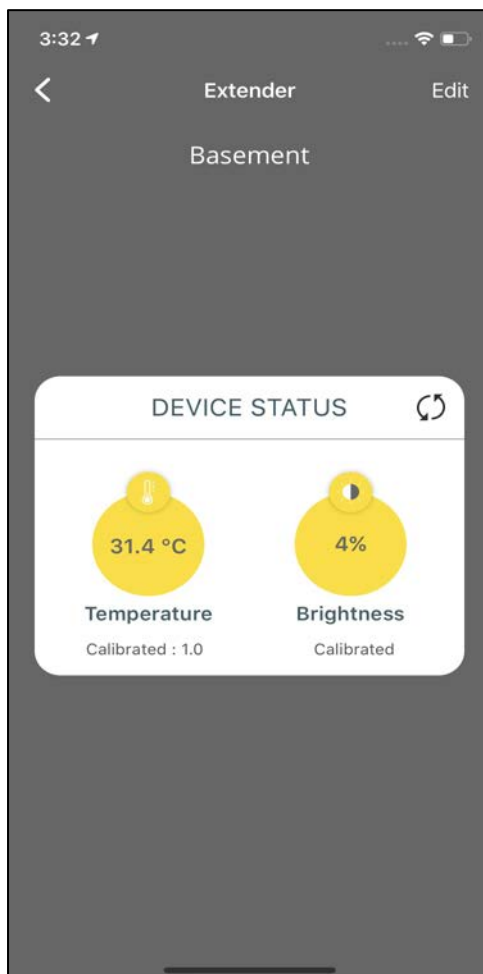 3:32
Extender
Edit
Basement
DEVICE STATUS
31.4 °C
4%
Temperature
Brightness
Calibrated : 1.0
Calibrated